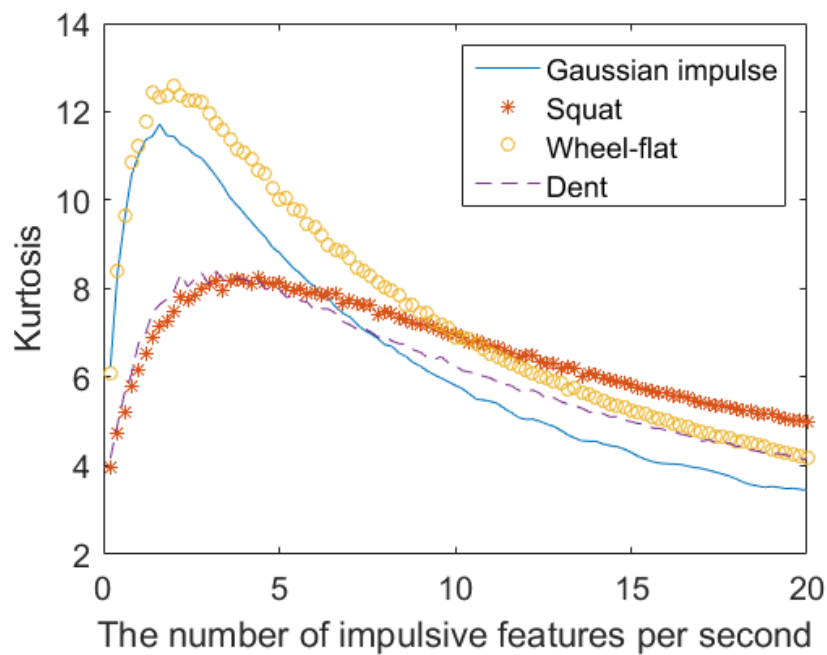 14
12
10
8
6
4
2
Kurtosis
Gaussian impulse
Squat
Wheel-flat
Dent
0 5 10 15 20
The number of impulsive features per second